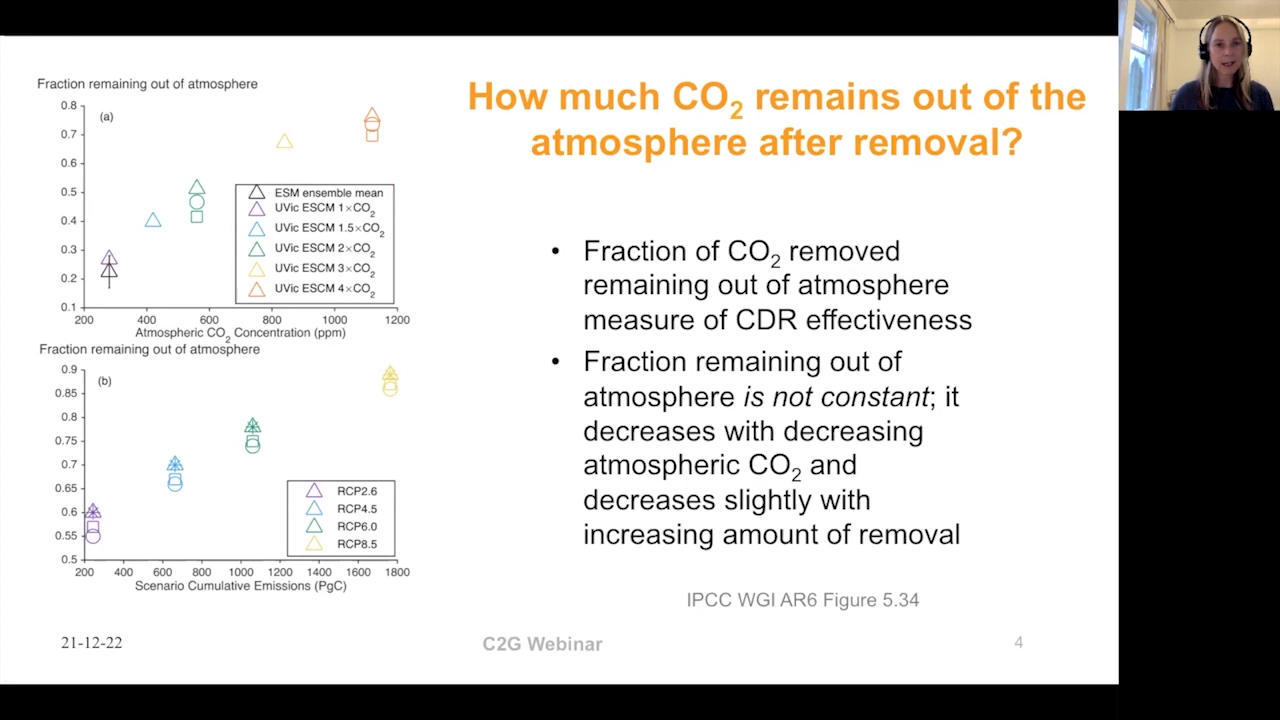 How much CO2 remains out of the
atmosphere after removal?
Fraction remaining out of atmosphere
(a)
0.8
0.7
0.6
0.5
0.4
0.3
0.2
0.1
200 400 600 800 1000 1200
Atmospheric CO2 Concentration (ppm)
ESM ensemble mean
UVic ESCM 1×CO2
UVic ESCM 1.5×CO2
UVic ESCM 2×CO2
UVic ESCM 3×CO2
UVic ESCM 4×CO2
Fraction remaining out of atmosphere
(b)
0.9
0.85
0.8
0.75
0.7
0.65
0.6
0.55
0.5
200 400 600 800 1000 1200 1400 1600 1800
Scenario Cumulative Emissions (PgC)
RCP2.6
RCP4.5
RCP6.0
RCP8.5
• Fraction of CO2 removed
remaining out of atmosphere
measure of CDR effectiveness
• Fraction remaining out of
atmosphere is not constant; it
decreases with decreasing
atmospheric CO2 and
decreases slightly with
increasing amount of removal
IPCC WGI AR6 Figure 5.34
21-12-22
C2G Webinar
4